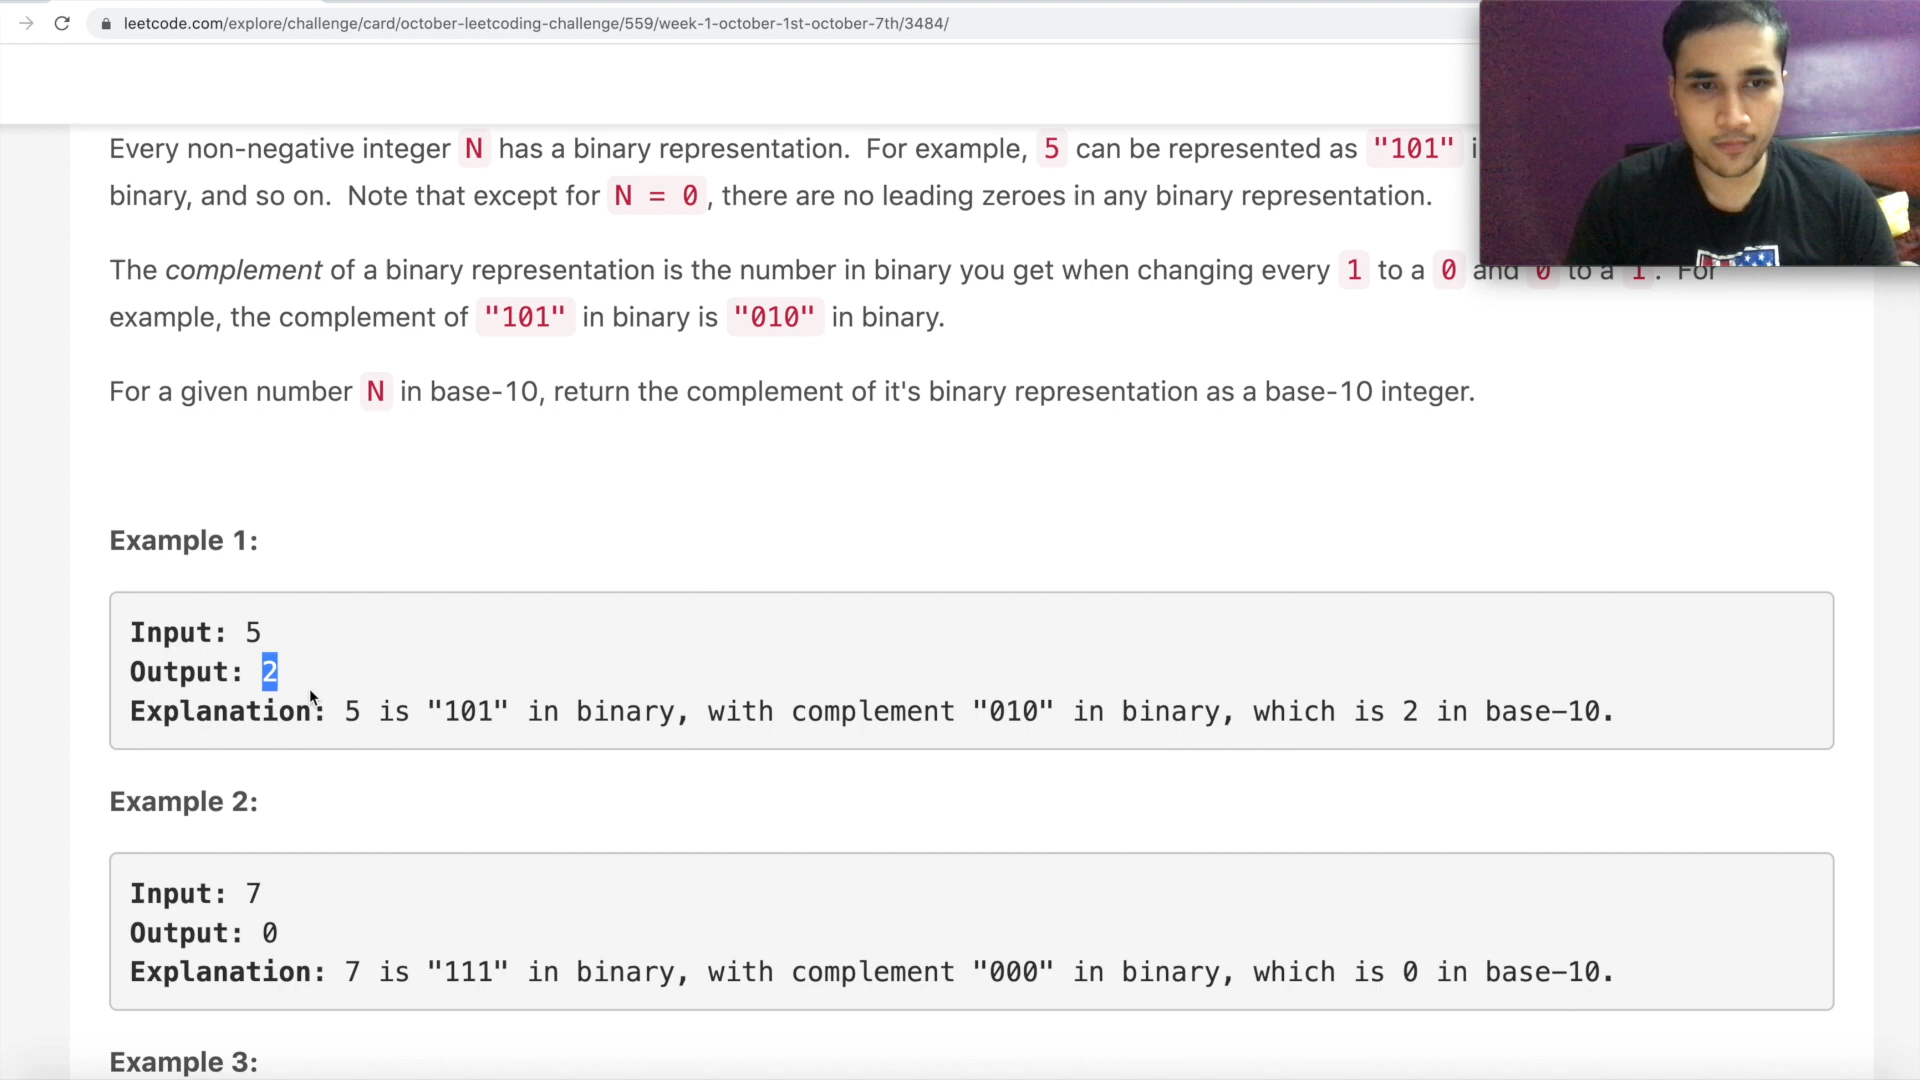 leetcode.com/explore/challenge/card/october-leetcoding-challenge/559/week-1-october-1st-october-7th/3484/
Every non-negative integer N has a binary representation. For example, 5 can be represented as "101" i
binary, and so on. Note that except for N = 0, there are no leading zeroes in any binary representation.
The complement of a binary representation is the number in binary you get when changing every 1 to a 0 and 0 to a 1. For
example, the complement of "101" in binary is "010" in binary.
For a given number N in base-10, return the complement of it's binary representation as a base-10 integer.
Example 1:
Input: 5
Output: 2
Explanation: 5 is "101" in binary, with complement "010" in binary, which is 2 in base-10.
Example 2:
Input: 7
Output: 0
Explanation: 7 is "111" in binary, with complement "000" in binary, which is 0 in base-10.
Example 3: